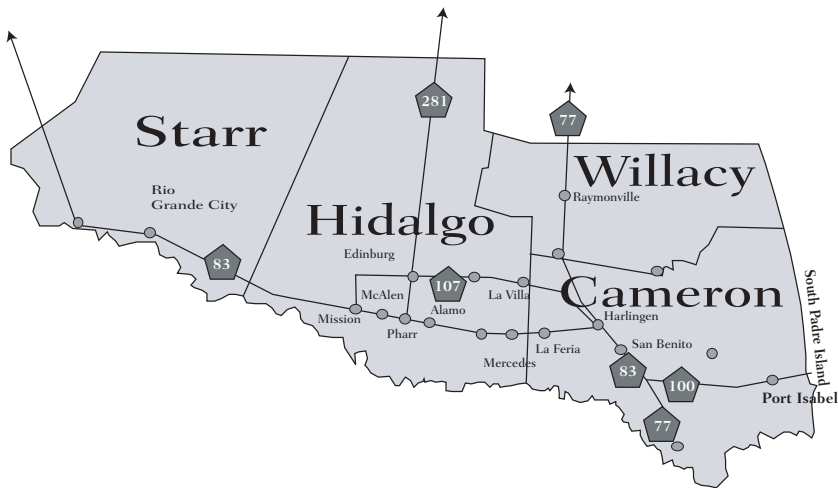 281
77
Starr
Willacy
Rio
Grande City
Raymonville
Hidalgo
Edinburg
83
107
McAlen
La Villa
Cameron
South Padre Island
Alamo
Mission
Harlingen
Pharr
La Feria
San Benito
Mercedes
83
100
Port Isabel
77